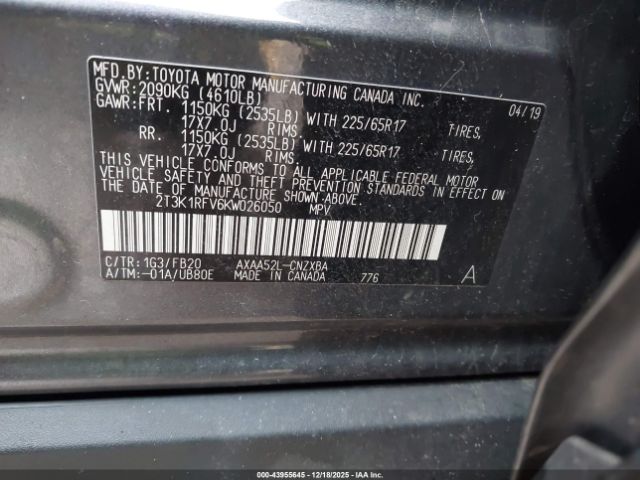 MFD.BY:TOYOTA MOTOR MANUFACTURING CANADA INC.
GVWR:2090KG (4610LB) 04/19
GAWR:FRT. 1150KG (2535LB) WITH 225/65R17 TIRES,
17X7.0J RIMS
RR. 1150KG (2535LB) WITH 225/65R17 TIRES,
17X7.0J RIMS
THIS VEHICLE CONFORMS TO ALL APPLICABLE FEDERAL MOTOR
VEHICLE SAFETY AND THEFT PREVENTION STANDARDS IN EFFECT
ON THE DATE OF MANUFACTURE SHOWN ABOVE.
2T3K1RFV6KW026050 MPV
C/TR: 1G3/FB20 AXAA52L-CNZXBA
A/TM:-01A/UB80E MADE IN CANADA 776 A
000-43955645 - 12/18/2025 - IAA